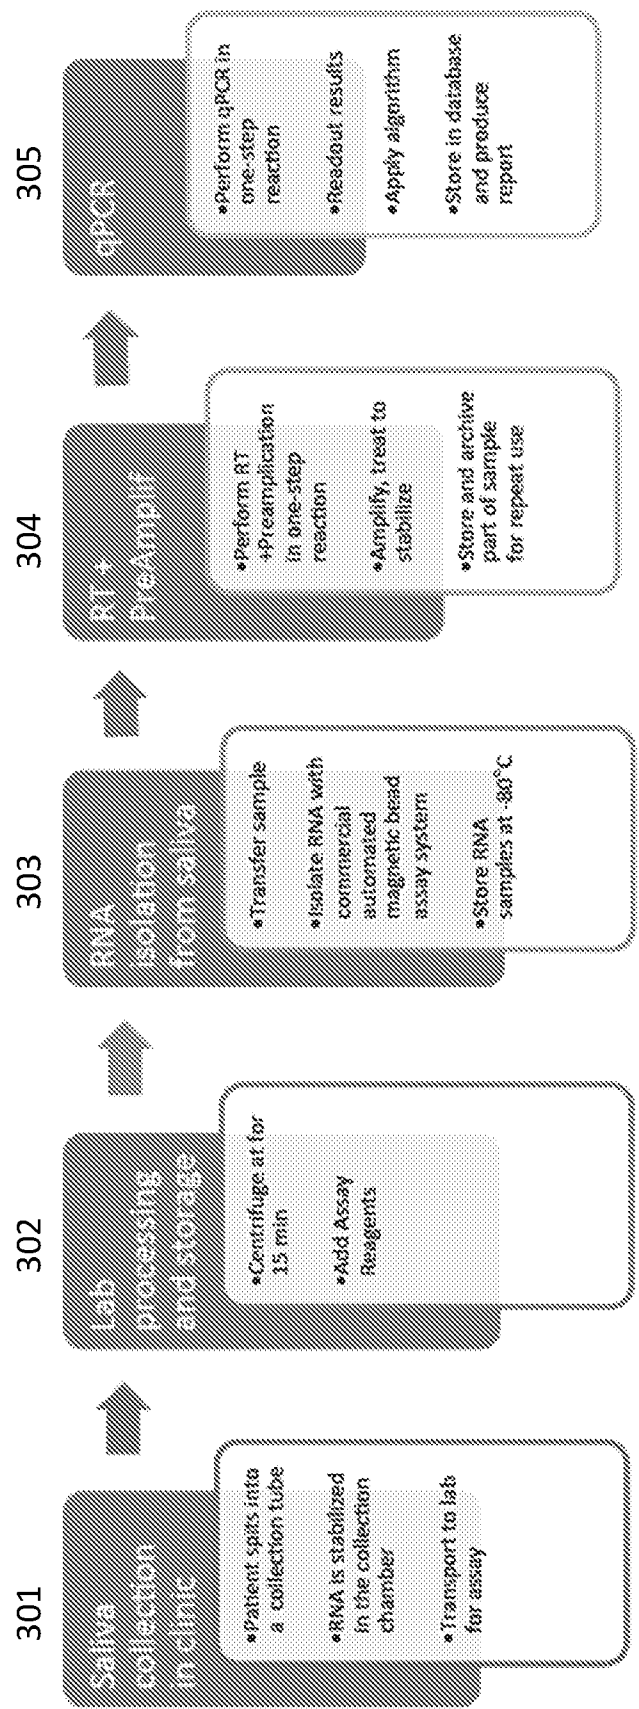 301
Saliva
collection
in clinic
•Patient spits into
a collection tube
•RNA is stabilized
in the collection
chamber
•Transport to lab
for assay
302
Lab
processing
and storage
•Centrifuge at for
15 min
•Add Assay
Reagents
303
RNA
isolation
from saliva
•Transfer sample
•Isolate RNA with
commercial
automated
magnetic bead
assay system
•Store RNA
samples at -80°C
304
RT +
PreAmplif
•Perform RT
+Preamplication
in one-step
reaction
•Amplify, treat to
stabilize
•Store and archive
part of sample
for repeat use
305
qPCR
•Perform qPCR in
one-step
reaction
•Readout results
•Apply algorithm
•Store in database
and produce
report